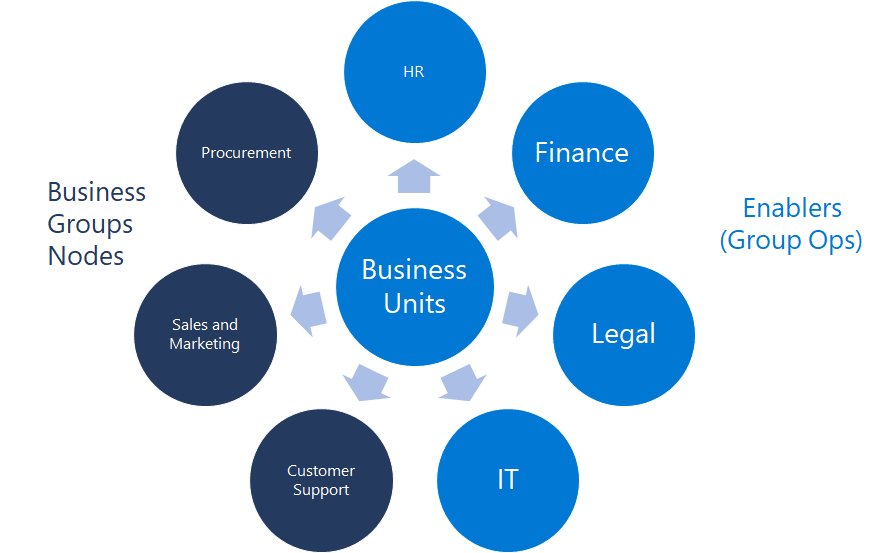 HR
Procurement
Finance
Business
Groups
Nodes
Enablers
(Group Ops)
Business
Units
Sales and
Marketing
Legal
Customer
Support
IT